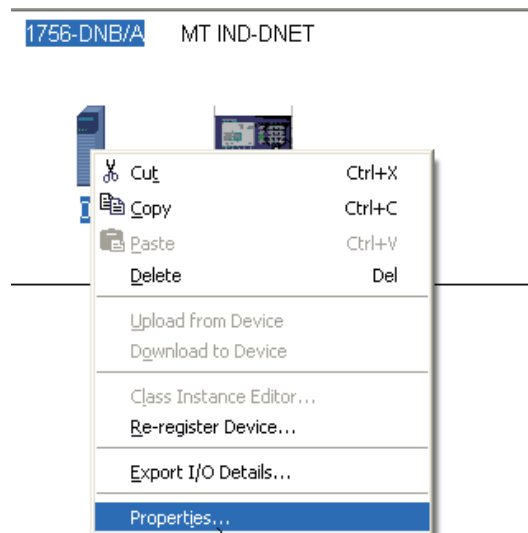 1756-DNB/A MT IND-DNET
Cut Ctrl+X
Copy Ctrl+C
Paste Ctrl+V
Delete Del
Upload from Device
Download to Device
Class Instance Editor...
Re-register Device...
Export I/O Details...
Properties...